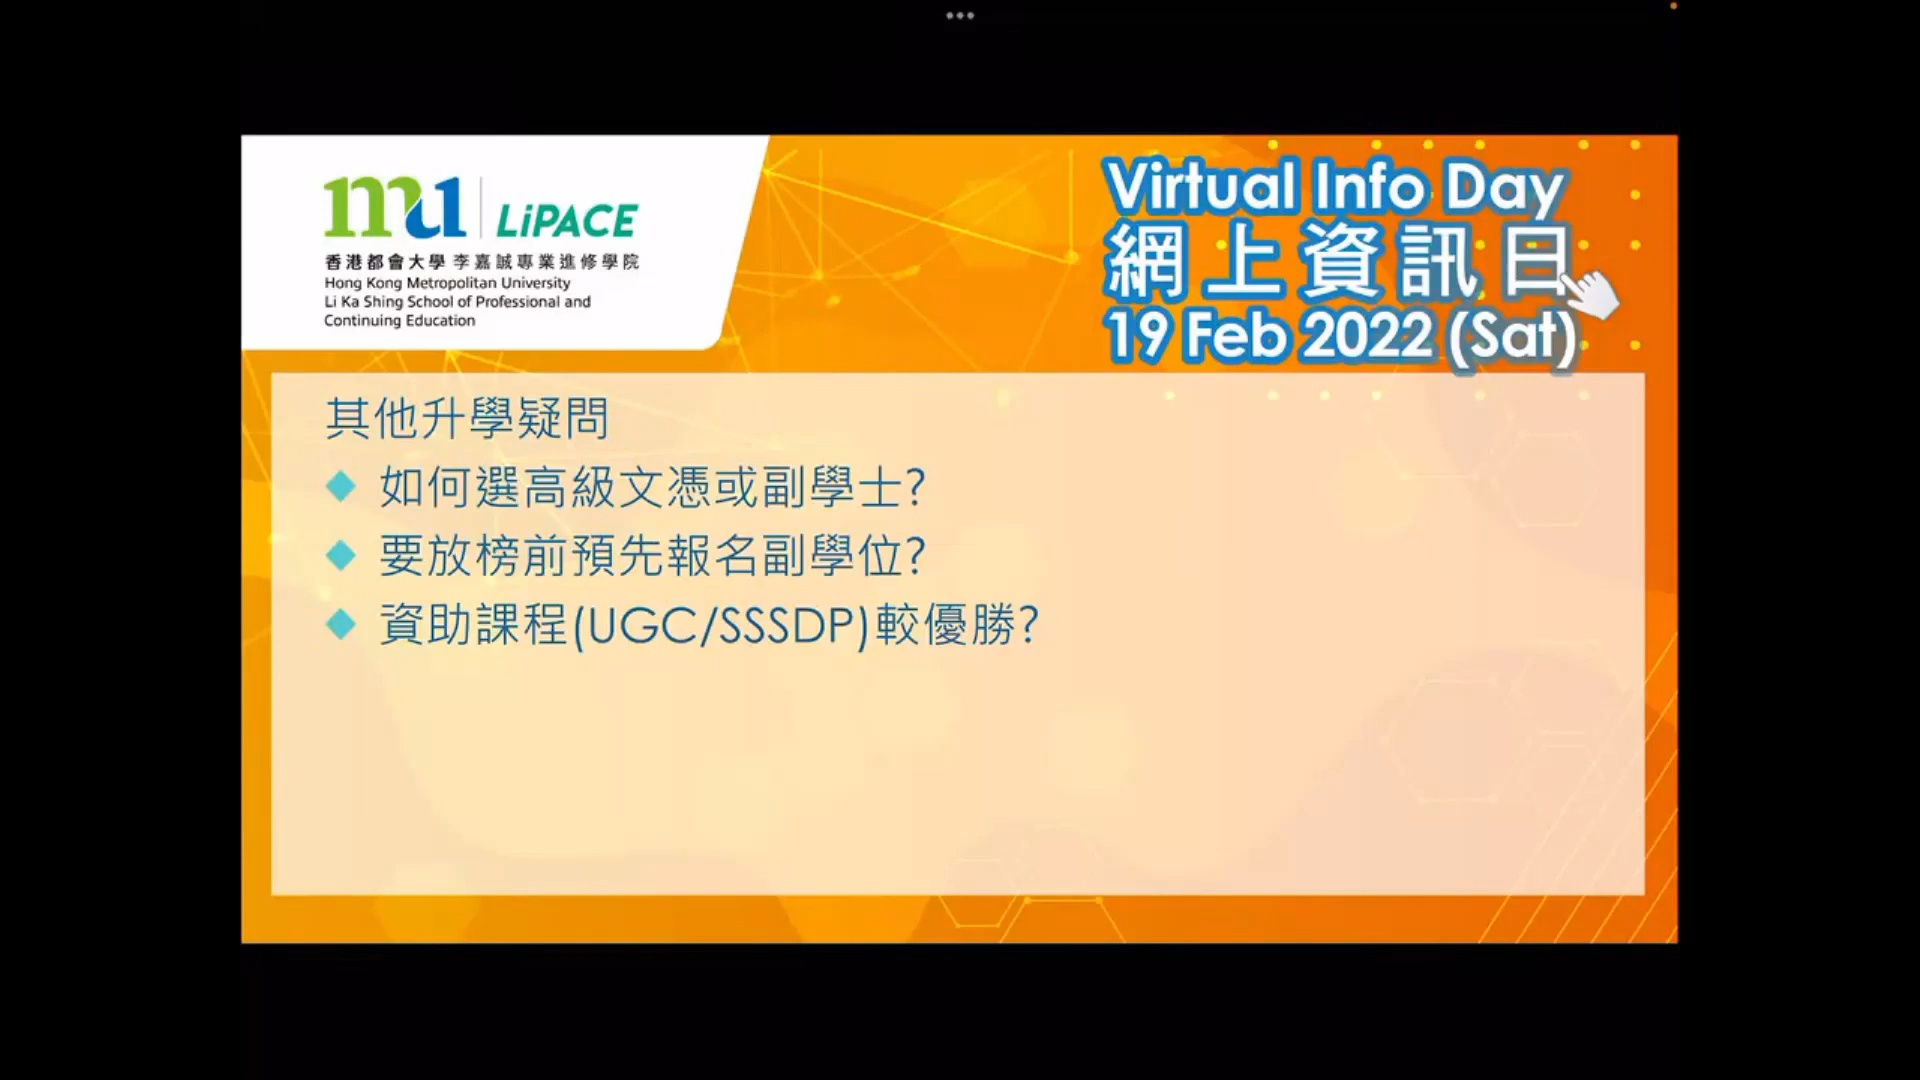 mu LiPACE
香港都會大學 李嘉誠專業進修學院
Hong Kong Metropolitan University
Li Ka Shing School of Professional and
Continuing Education
Virtual Info Day
網上資訊日
19 Feb 2022 (Sat)
其他升學疑問
如何選高級文憑或副學士?
要放榜前預先報名副學位?
資助課程(UGC/SSSDP)較優勝?